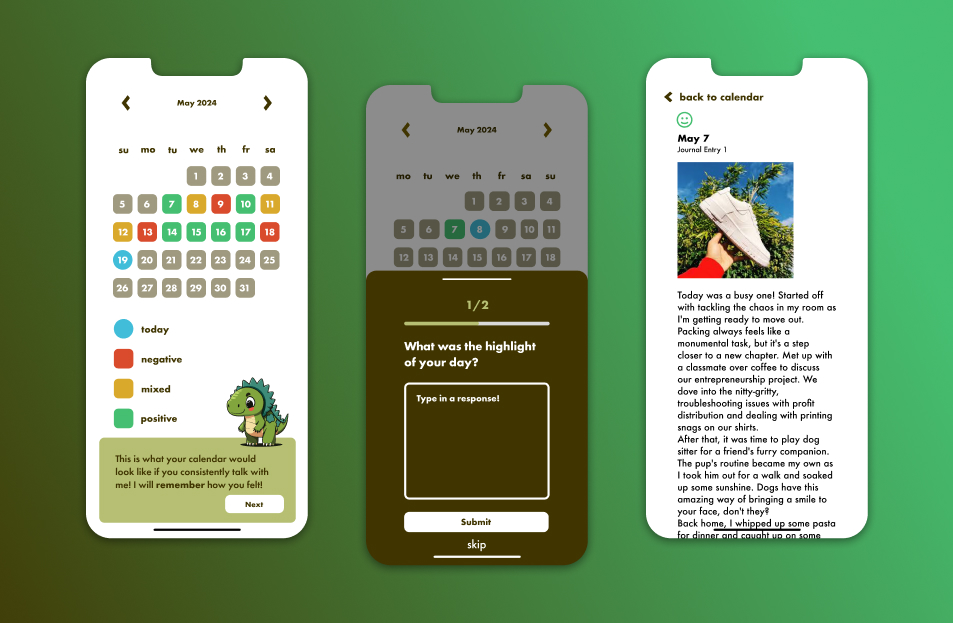 May 2024
su mo tu we th fr sa
1 2 3 4
5 6 7 8 9 10 11
12 13 14 15 16 17 18
19 20 21 22 23 24 25
26 27 28 29 30 31
today
negative
mixed
positive
This is what your calendar would
look like if you consistently talk with
me! I will remember how you felt!
Next
May 2024
mo tu we th fr sa su
1 2 3 4
5 6 7 8 9 10 11
12 13 14 15 16 17 18
1/2
What was the highlight
of your day?
Type in a response!
Submit
skip
back to calendar
May 7
Journal Entry 1
Today was a busy one! Started off
with tackling the chaos in my room as
I'm getting ready to move out.
Packing always feels like a
monumental task, but it's a step
closer to a new chapter. Met up with
a classmate over coffee to discuss
our entrepreneurship project. We
dove into the nitty-gritty,
troubleshooting issues with profit
distribution and dealing with printing
snags on our shirts.
After that, it was time to play dog
sitter for a friend's furry companion.
The pup's routine became my own as
I took him out for a walk and soaked
up some sunshine. Dogs have this
amazing way of bringing a smile to
your face, don't they?
Back home, I whipped up some pasta
for dinner and caught up on some